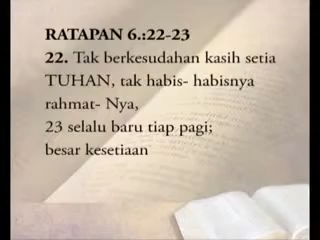 RATAPAN 6.:22-23
22. Tak berkesudahan kasih setia
TUHAN, tak habis- habisnya
rahmat- Nya,
23 selalu baru tiap pagi;
besar kesetiaan